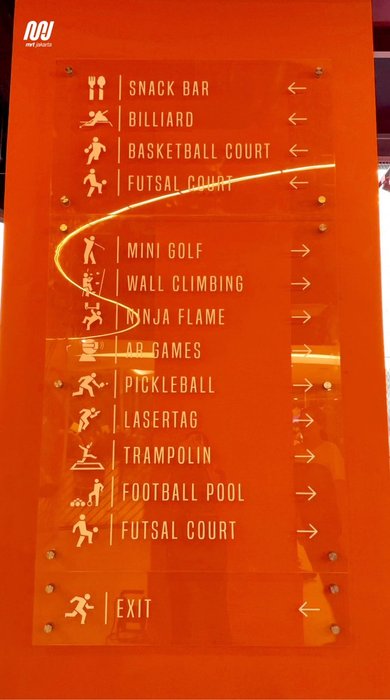 mrt jakarta
SNACK BAR ←
BILLIARD ←
BASKETBALL COURT ←
FUTSAL COURT ←
MINI GOLF →
WALL CLIMBING →
NINJA FLAME →
AR GAMES →
PICKLEBALL →
LASERTAG →
TRAMPOLIN →
FOOTBALL POOL →
FUTSAL COURT →
EXIT ←